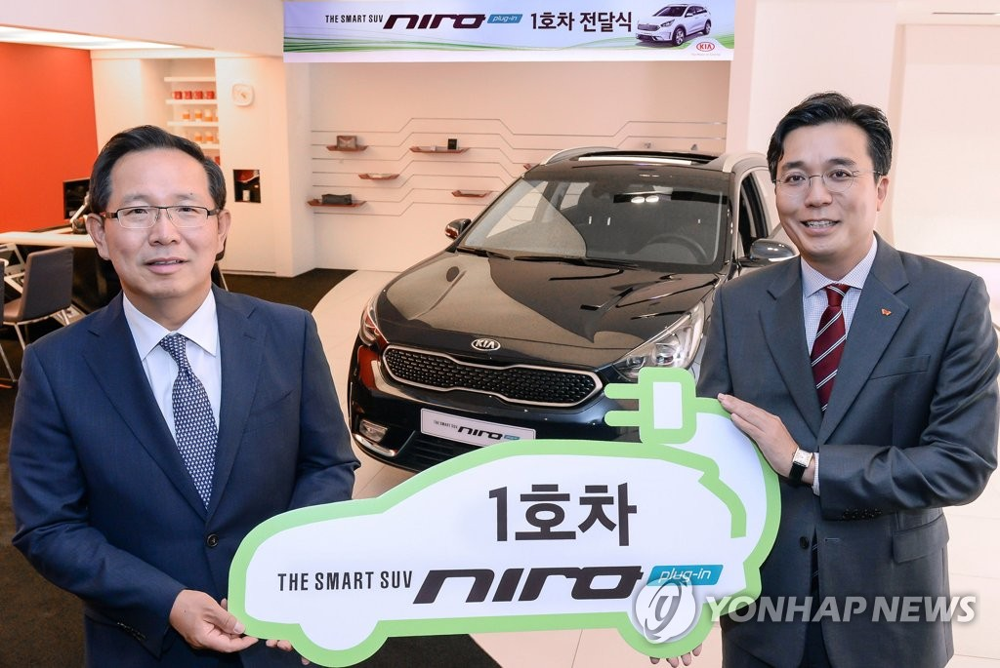 THE SMART SUV niro plug-in 1호차 전달식
KIA
KIA
THE SMART SUV niro
1호차
THE SMART SUV niro plug-in
YONHAP NEWS